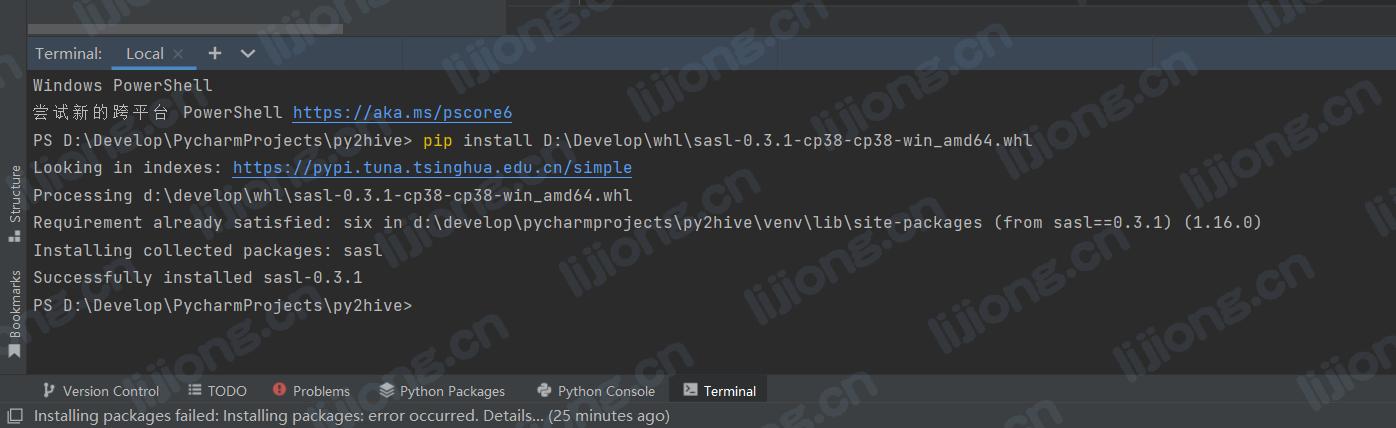 Terminal: Local
Windows PowerShell
尝试新的跨平台 PowerShell https://aka.ms/pscore6
PS D:\Develop\PycharmProjects\py2hive> pip install D:\Develop\whl\sasl-0.3.1-cp38-cp38-win_amd64.whl
Looking in indexes: https://pypi.tuna.tsinghua.edu.cn/simple
Processing d:\develop\whl\sasl-0.3.1-cp38-cp38-win_amd64.whl
Requirement already satisfied: six in d:\develop\pycharmprojects\py2hive\venv\lib\site-packages (from sasl==0.3.1) (1.16.0)
Installing collected packages: sasl
Successfully installed sasl-0.3.1
PS D:\Develop\PycharmProjects\py2hive>
Structure
Bookmarks
Version Control TODO Problems Python Packages Python Console Terminal
Installing packages failed: Installing packages: error occurred. Details... (25 minutes ago)
lijiong.cn